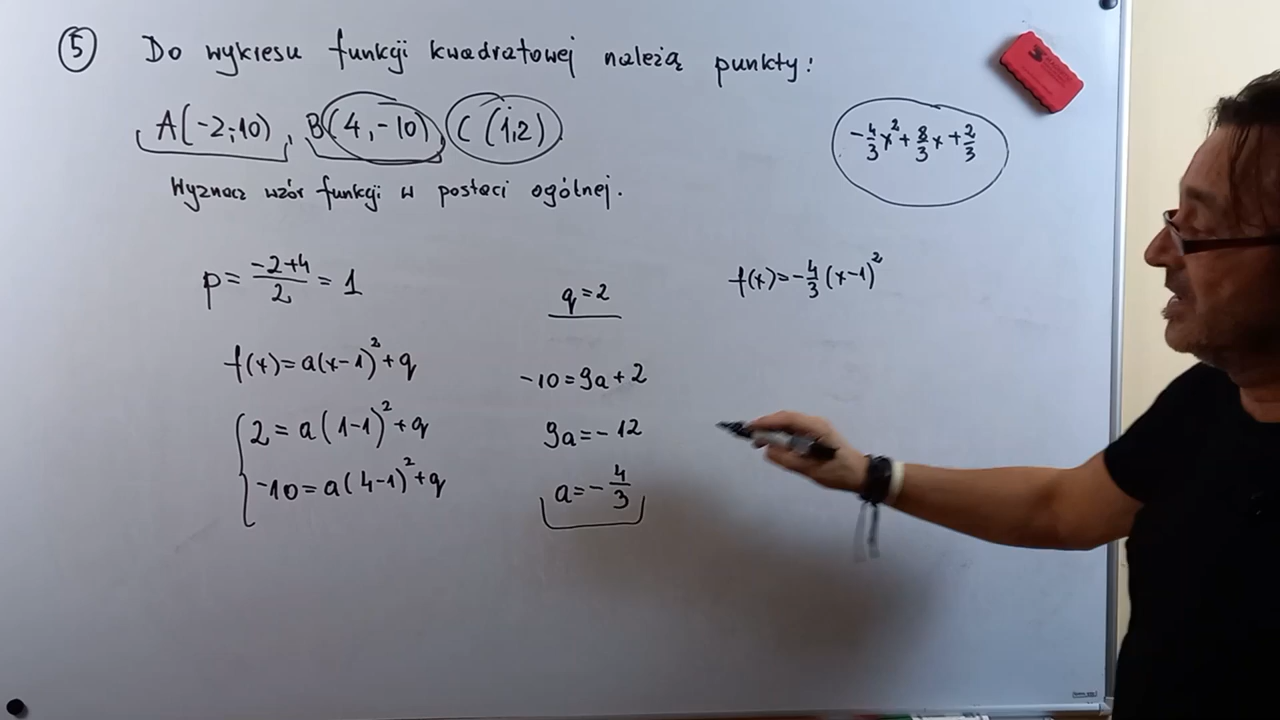 ⑤ Do wykresu funkcji kwadratowej należą punkty:
A(-2,-10), B(4,-10) C(1,2)
Wyznacz wzór funkcji w postaci ogólnej.
-4/3x²+8/3x+2/3
p=(-2+4)/2=1
f(x)=a(x-1)²+q
2=a(1-1)²+q
-10=a(4-1)²+q
q=2
-10=9a+2
9a=-12
a=-4/3
f(x)=-4/3(x-1)²